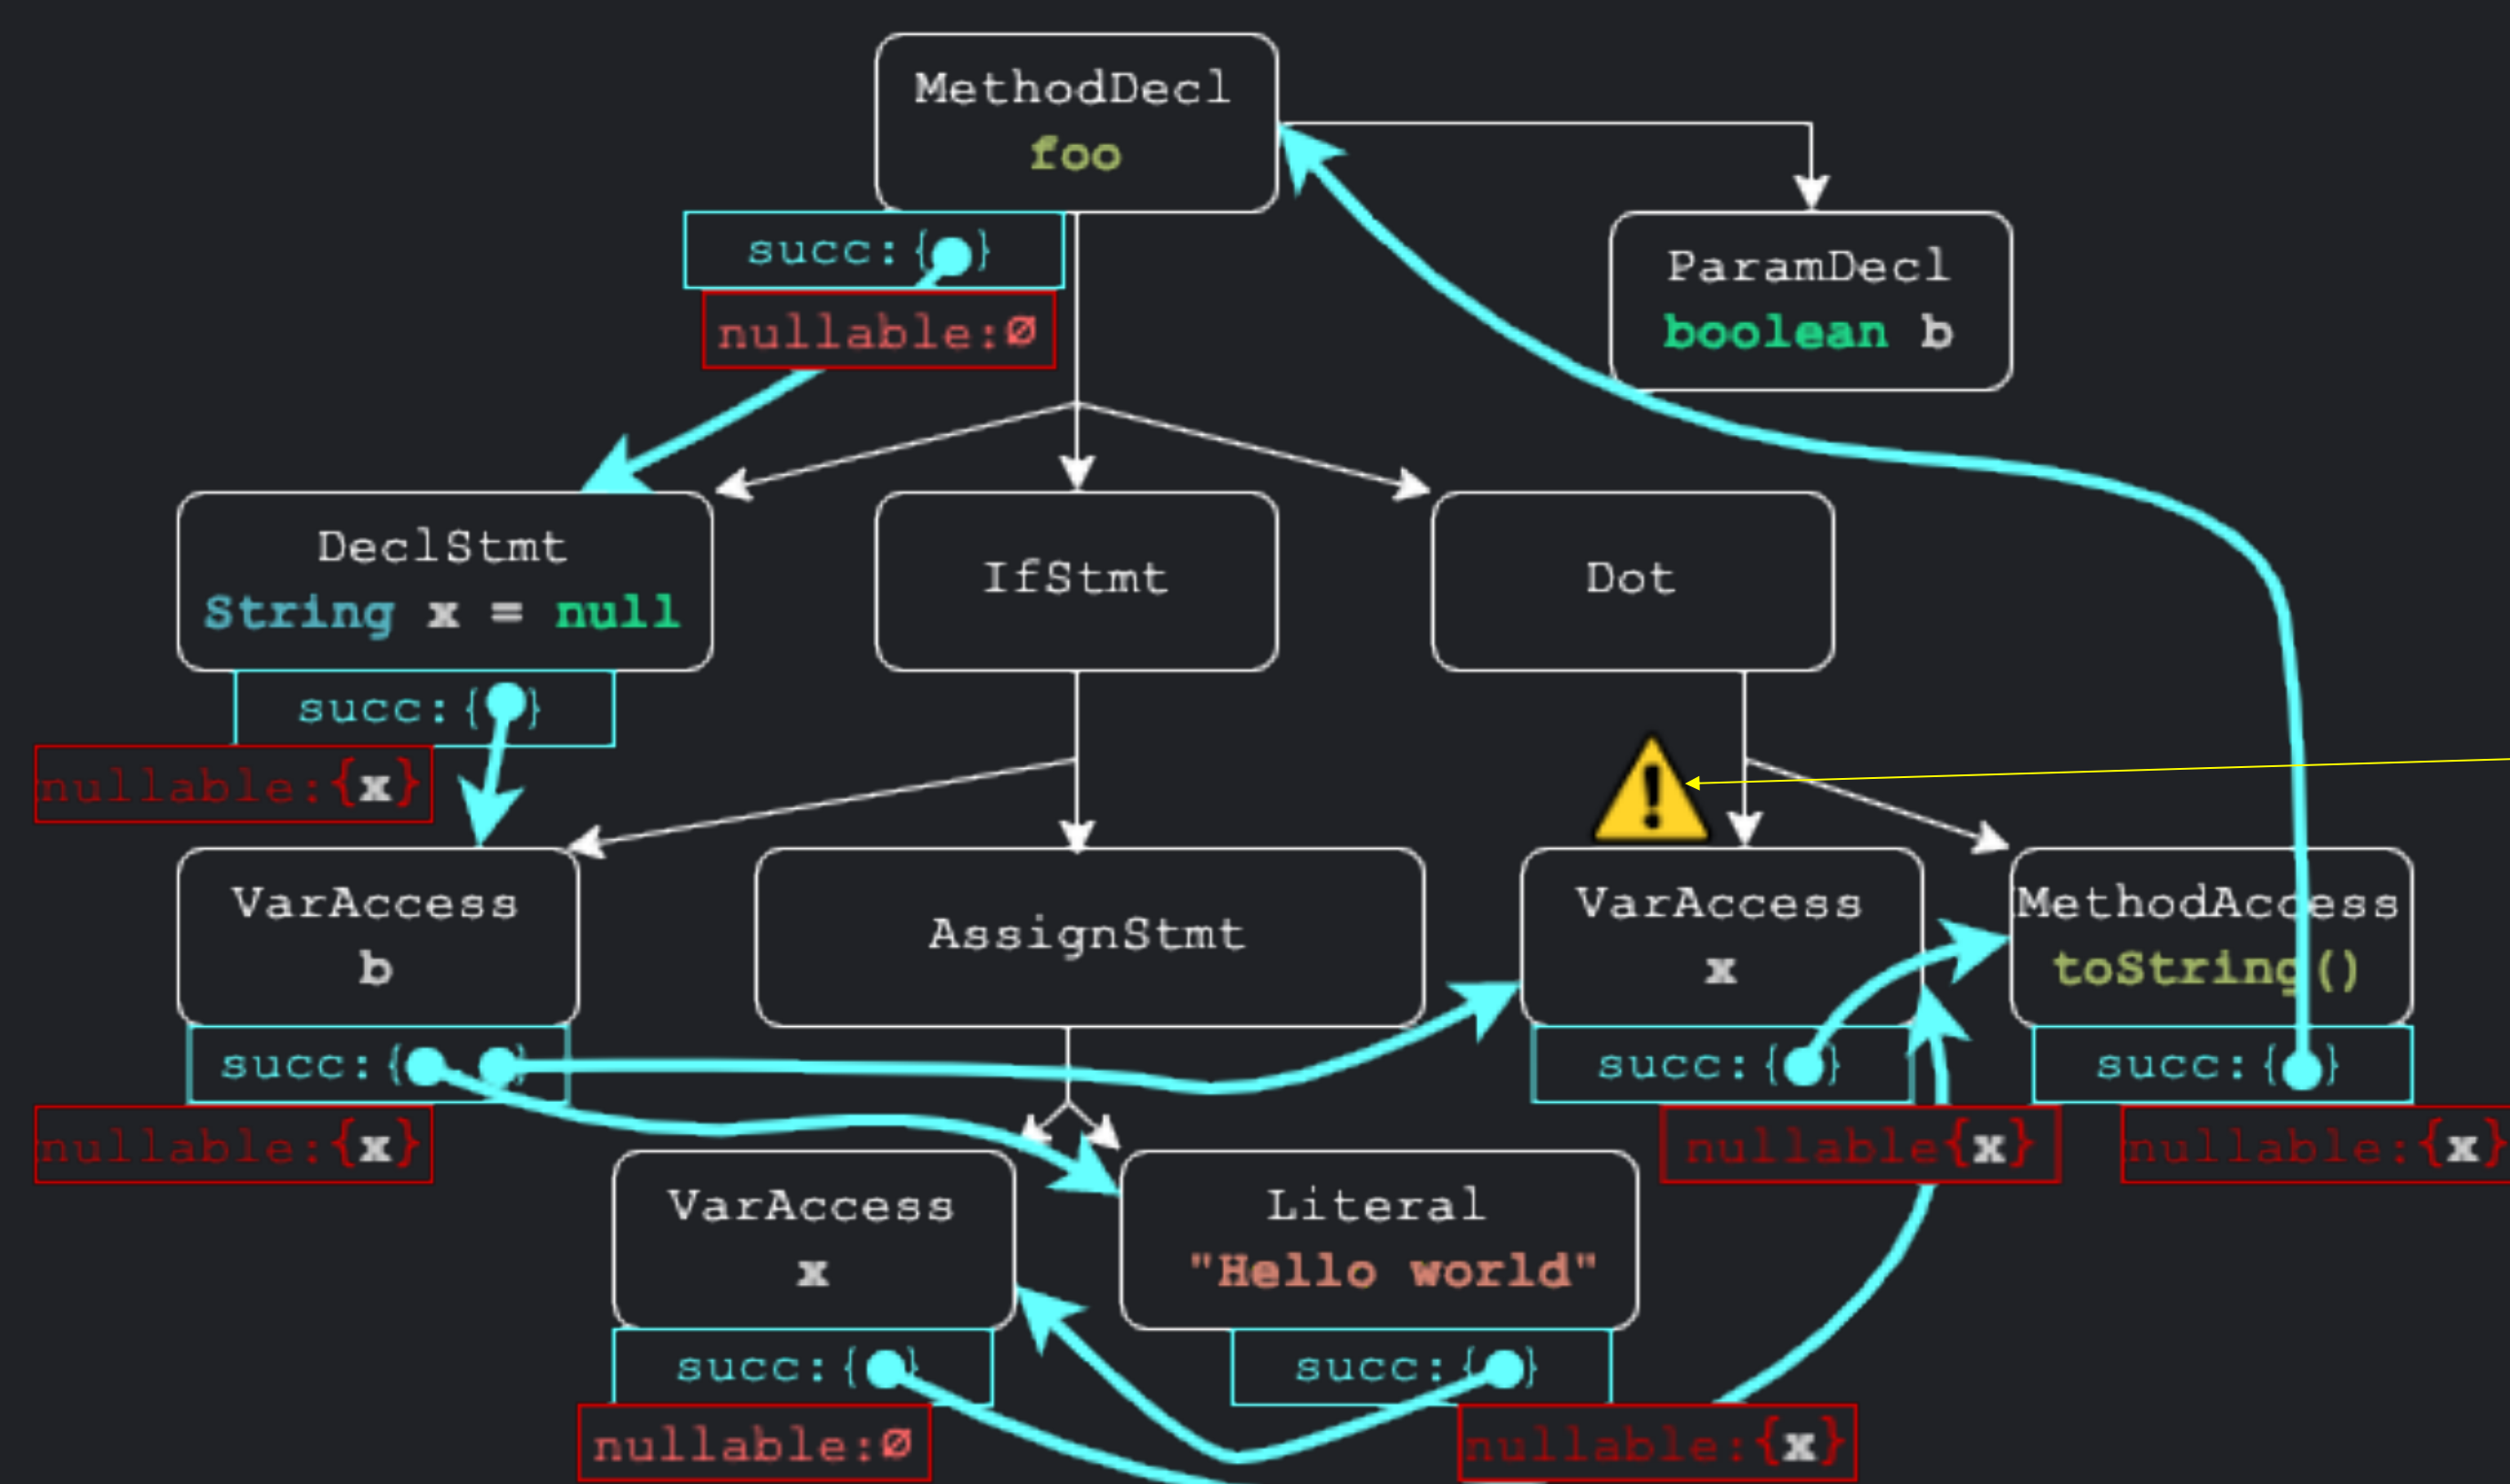 MethodDecl
foo
succ:{ }
nullable:∅
ParamDecl
boolean b
DeclStmt
String x = null
succ:{ }
nullable:{x}
IfStmt
Dot
VarAccess
b
succ:{ }
nullable:{x}
AssignStmt
VarAccess
x
succ:{ }
nullable{x}
MethodAccess
toString()
succ:{ }
nullable:{x}
VarAccess
x
succ:{ }
nullable:∅
Literal
"Hello world"
succ:{ }
nullable:{x}